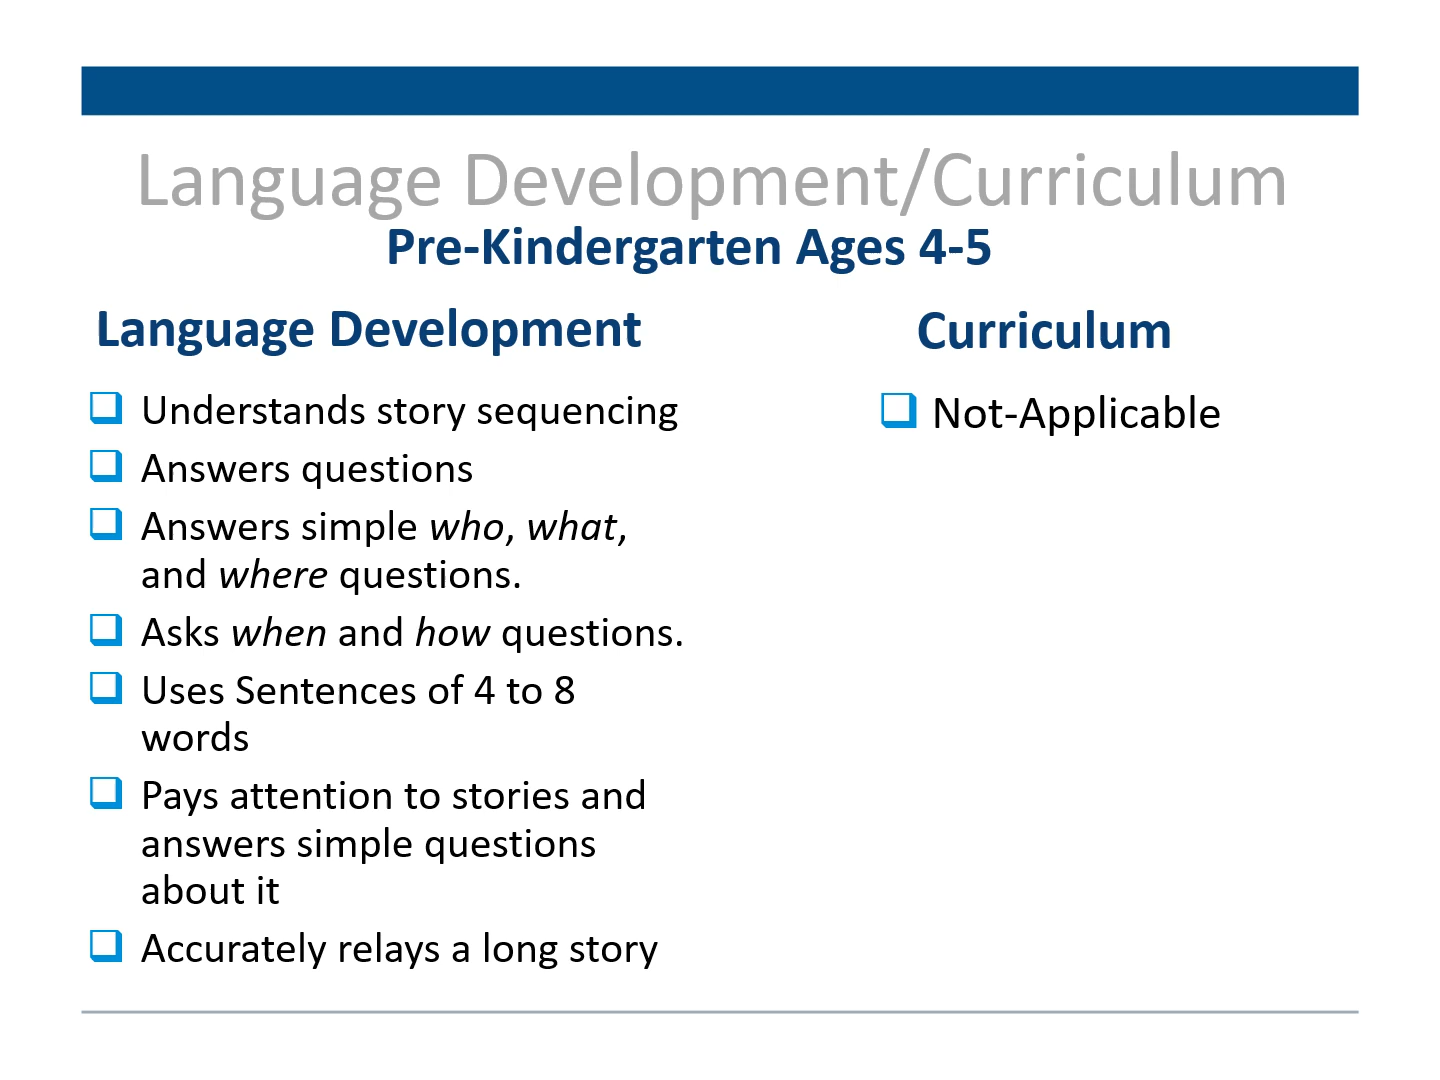 Language Development/Curriculum
Pre-Kindergarten Ages 4-5
Language Development
Understands story sequencing
Answers questions
Answers simple who, what,
and where questions.
Asks when and how questions.
Uses Sentences of 4 to 8
words
Pays attention to stories and
answers simple questions
about it
Accurately relays a long story
Curriculum
Not-Applicable